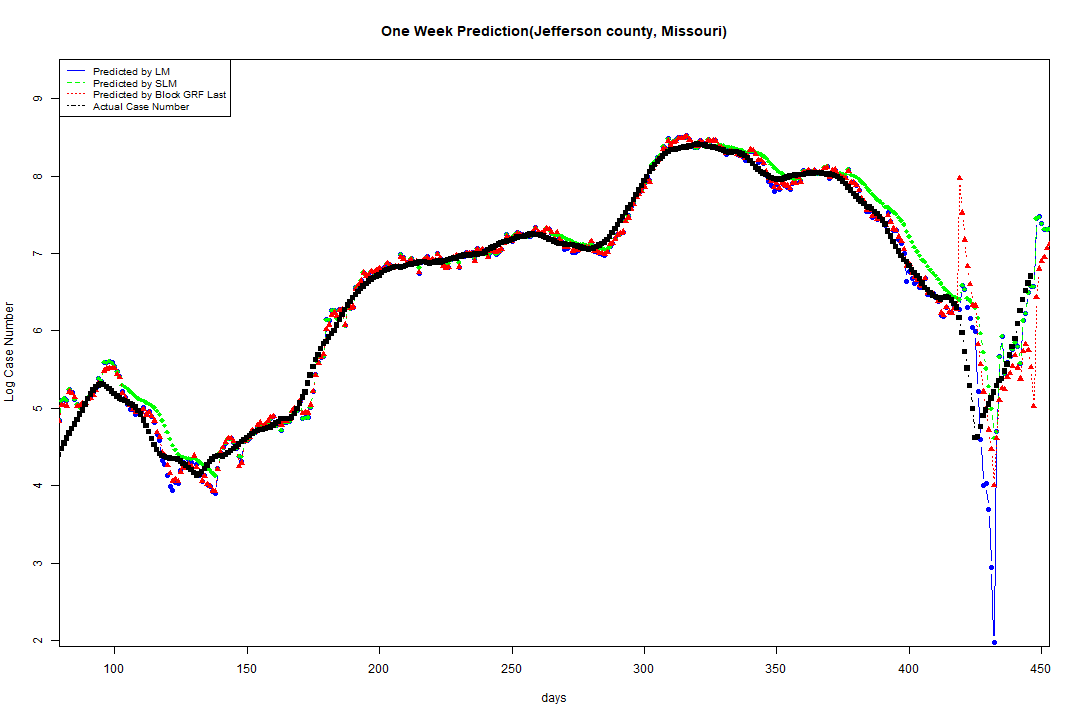 One Week Prediction(Jefferson county, Missouri)
Predicted by LM
Predicted by SLM
Predicted by Block GRF Last
Actual Case Number
Log Case Number
9
8
7
6
5
4
3
2
100 150 200 250 300 350 400 450
days